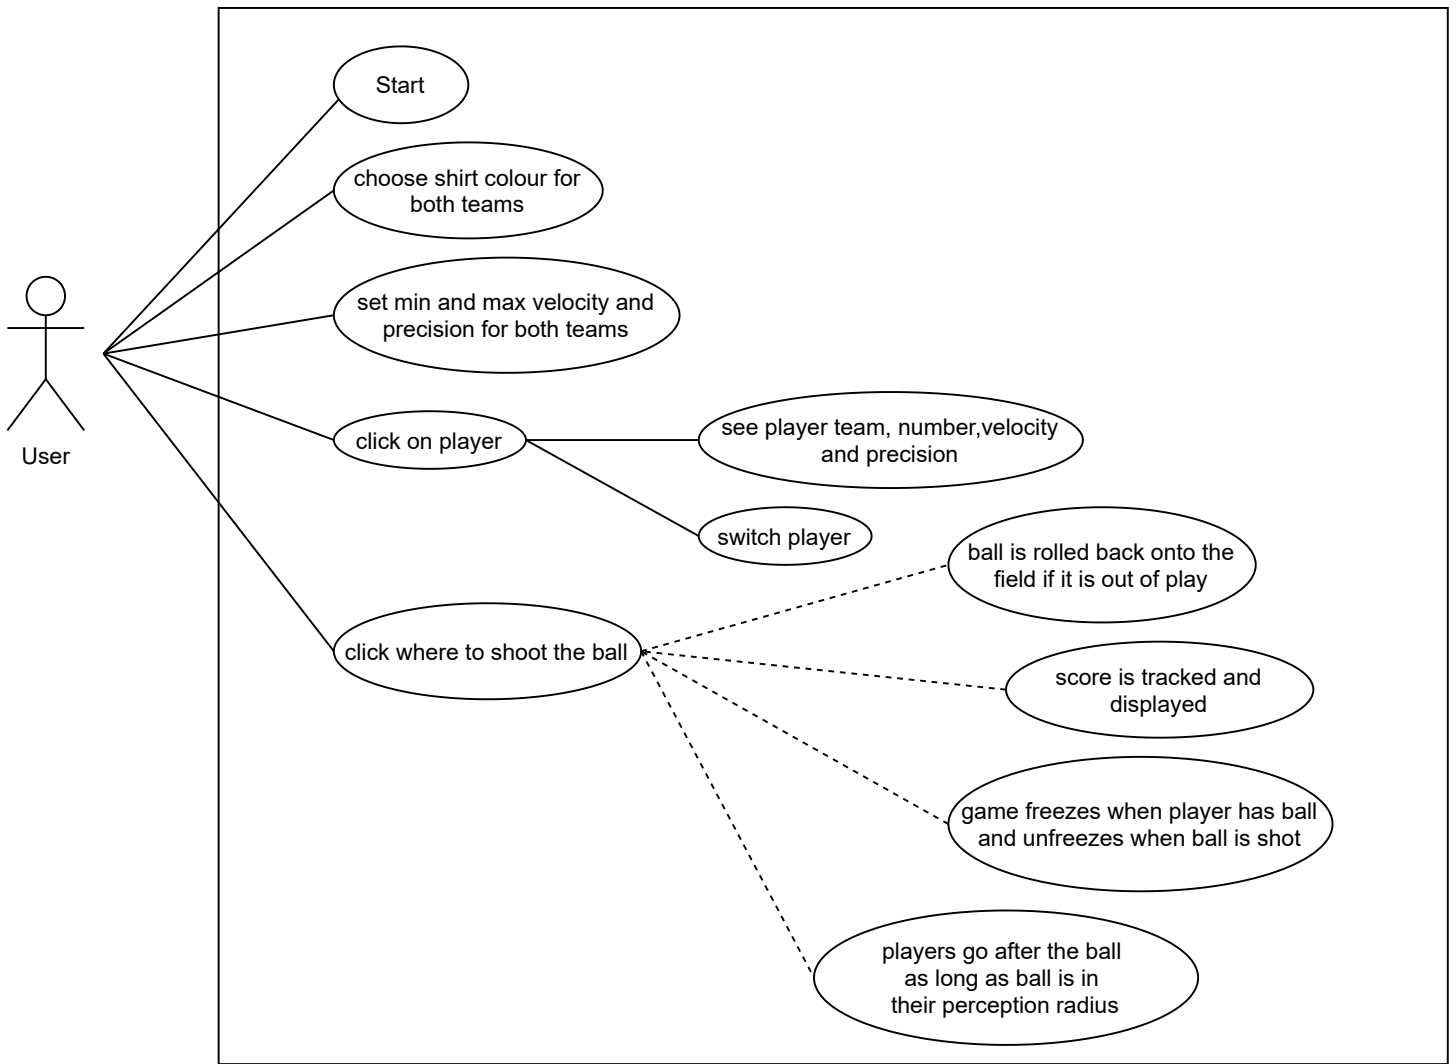 Start
choose shirt colour for
both teams
set min and max velocity and
precision for both teams
click on player
see player team, number,velocity
and precision
User
switch player
ball is rolled back onto the
field if it is out of play
click where to shoot the ball
score is tracked and
displayed
game freezes when player has ball
and unfreezes when ball is shot
players go after the ball
as long as ball is in
their perception radius